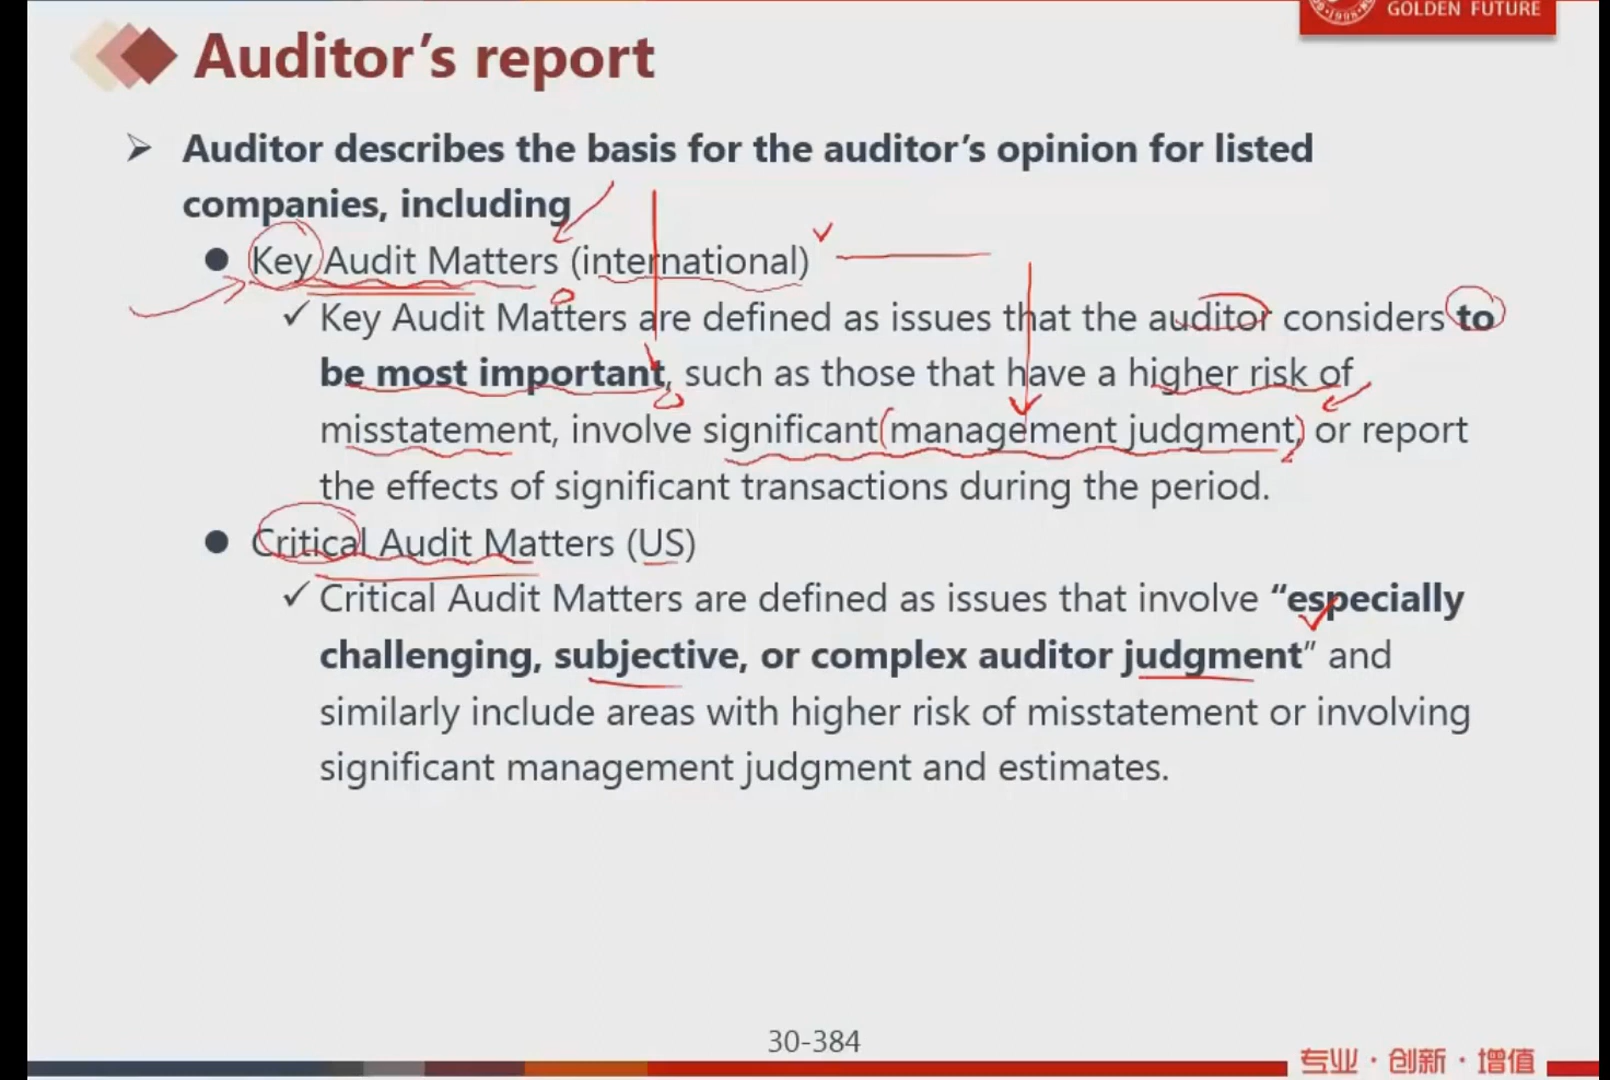 GOLDEN FUTURE
Auditor’s report
➢ Auditor describes the basis for the auditor’s opinion for listed
companies, including
● Key Audit Matters (international)
✓ Key Audit Matters are defined as issues that the auditor considers to
be most important, such as those that have a higher risk of
misstatement, involve significant management judgment, or report
the effects of significant transactions during the period.
● Critical Audit Matters (US)
✓ Critical Audit Matters are defined as issues that involve “especially
challenging, subjective, or complex auditor judgment” and
similarly include areas with higher risk of misstatement or involving
significant management judgment and estimates.
30-384
专业·创新·增值